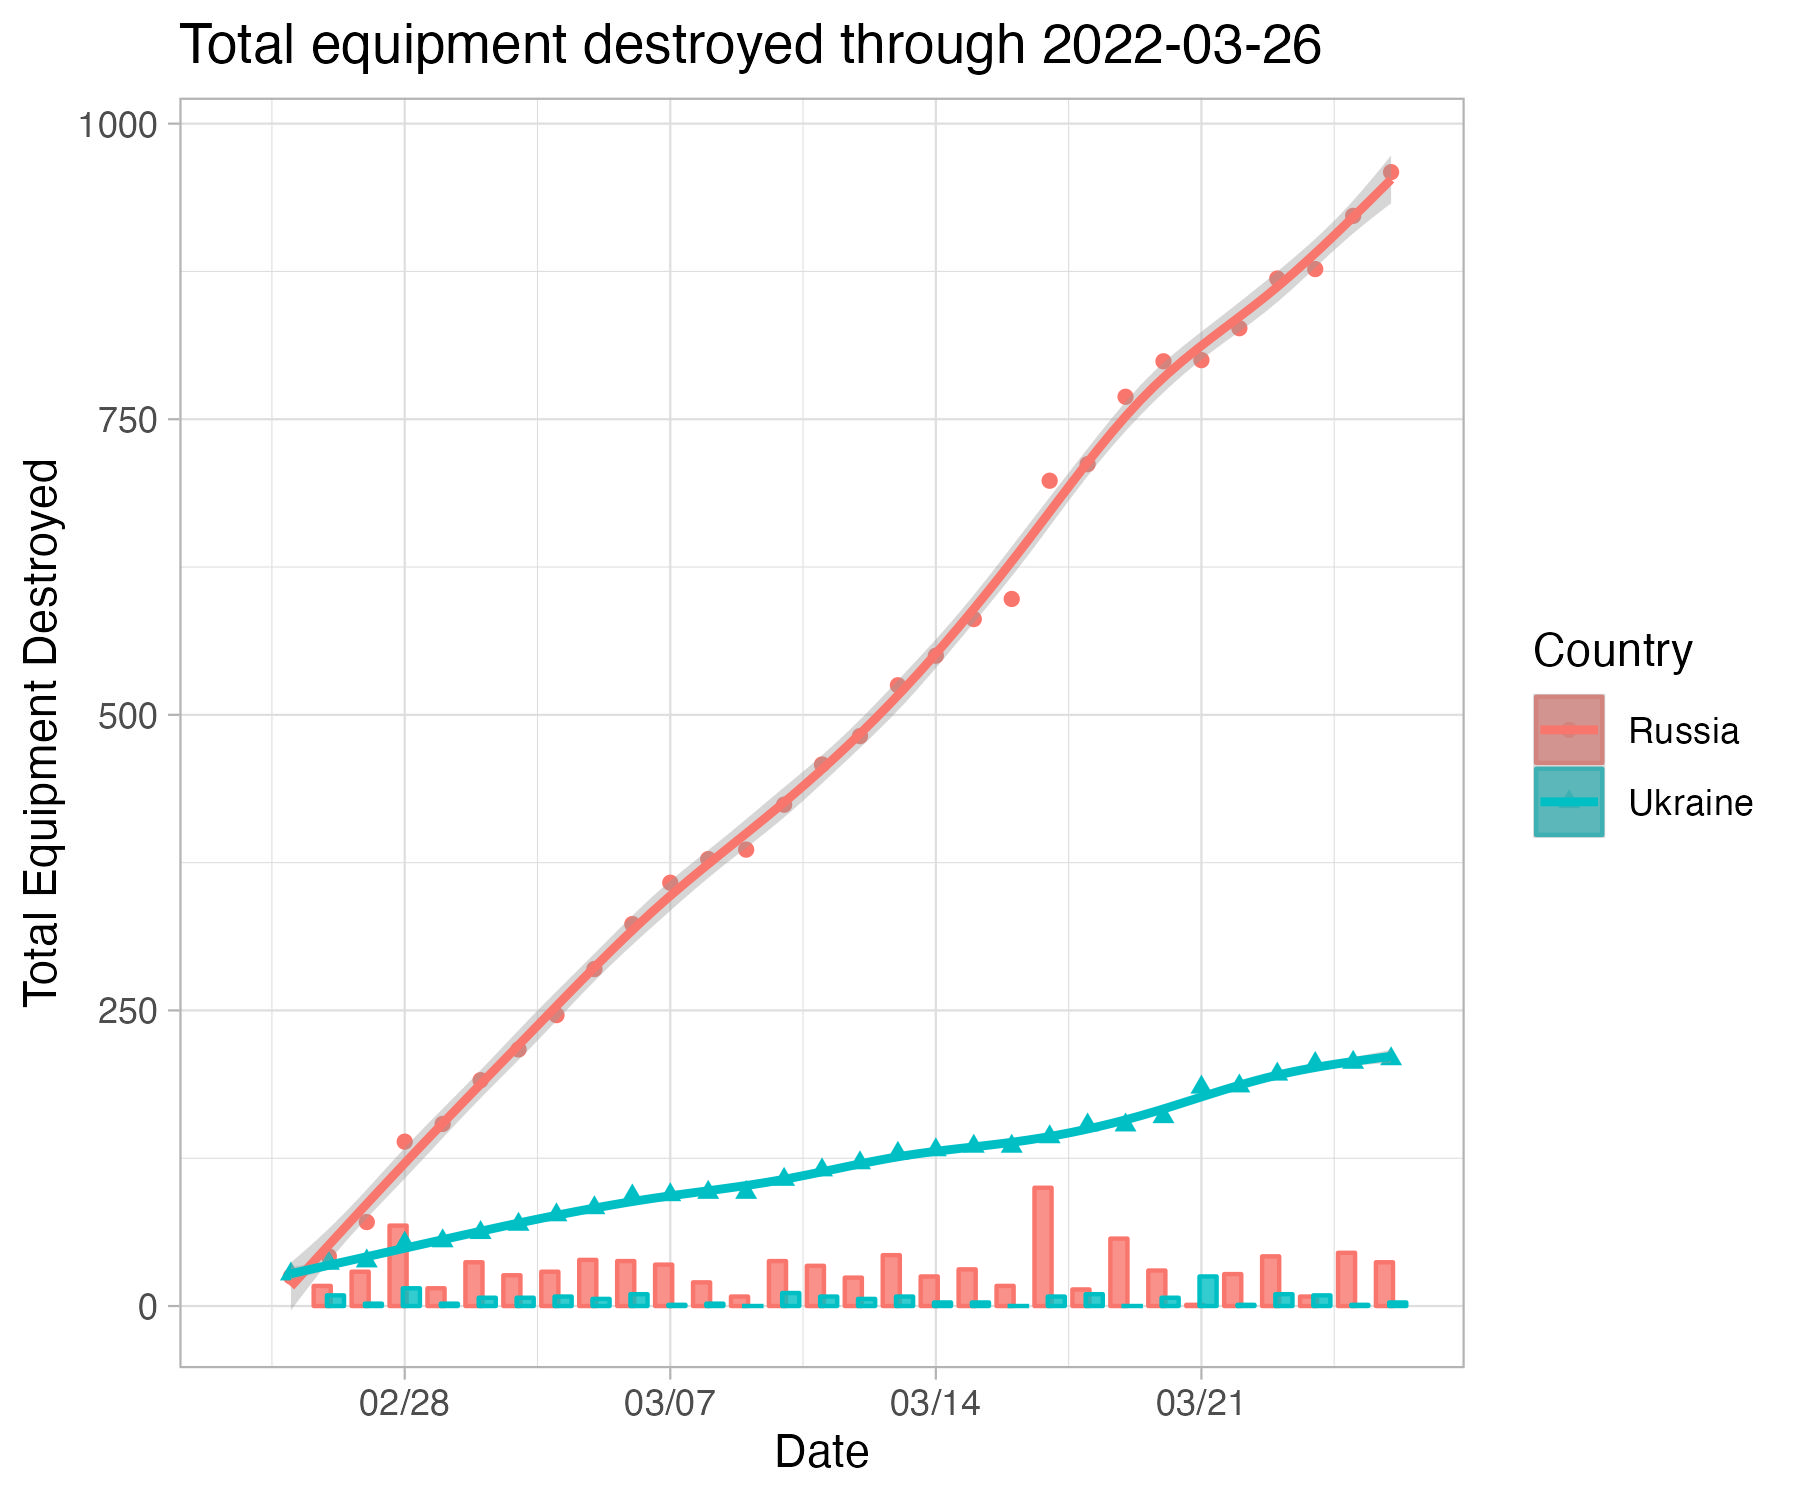 Total equipment destroyed through 2022-03-26
Total Equipment Destroyed
1000
750
500
250
0
02/28 03/07 03/14 03/21
Date
Country
Russia
Ukraine